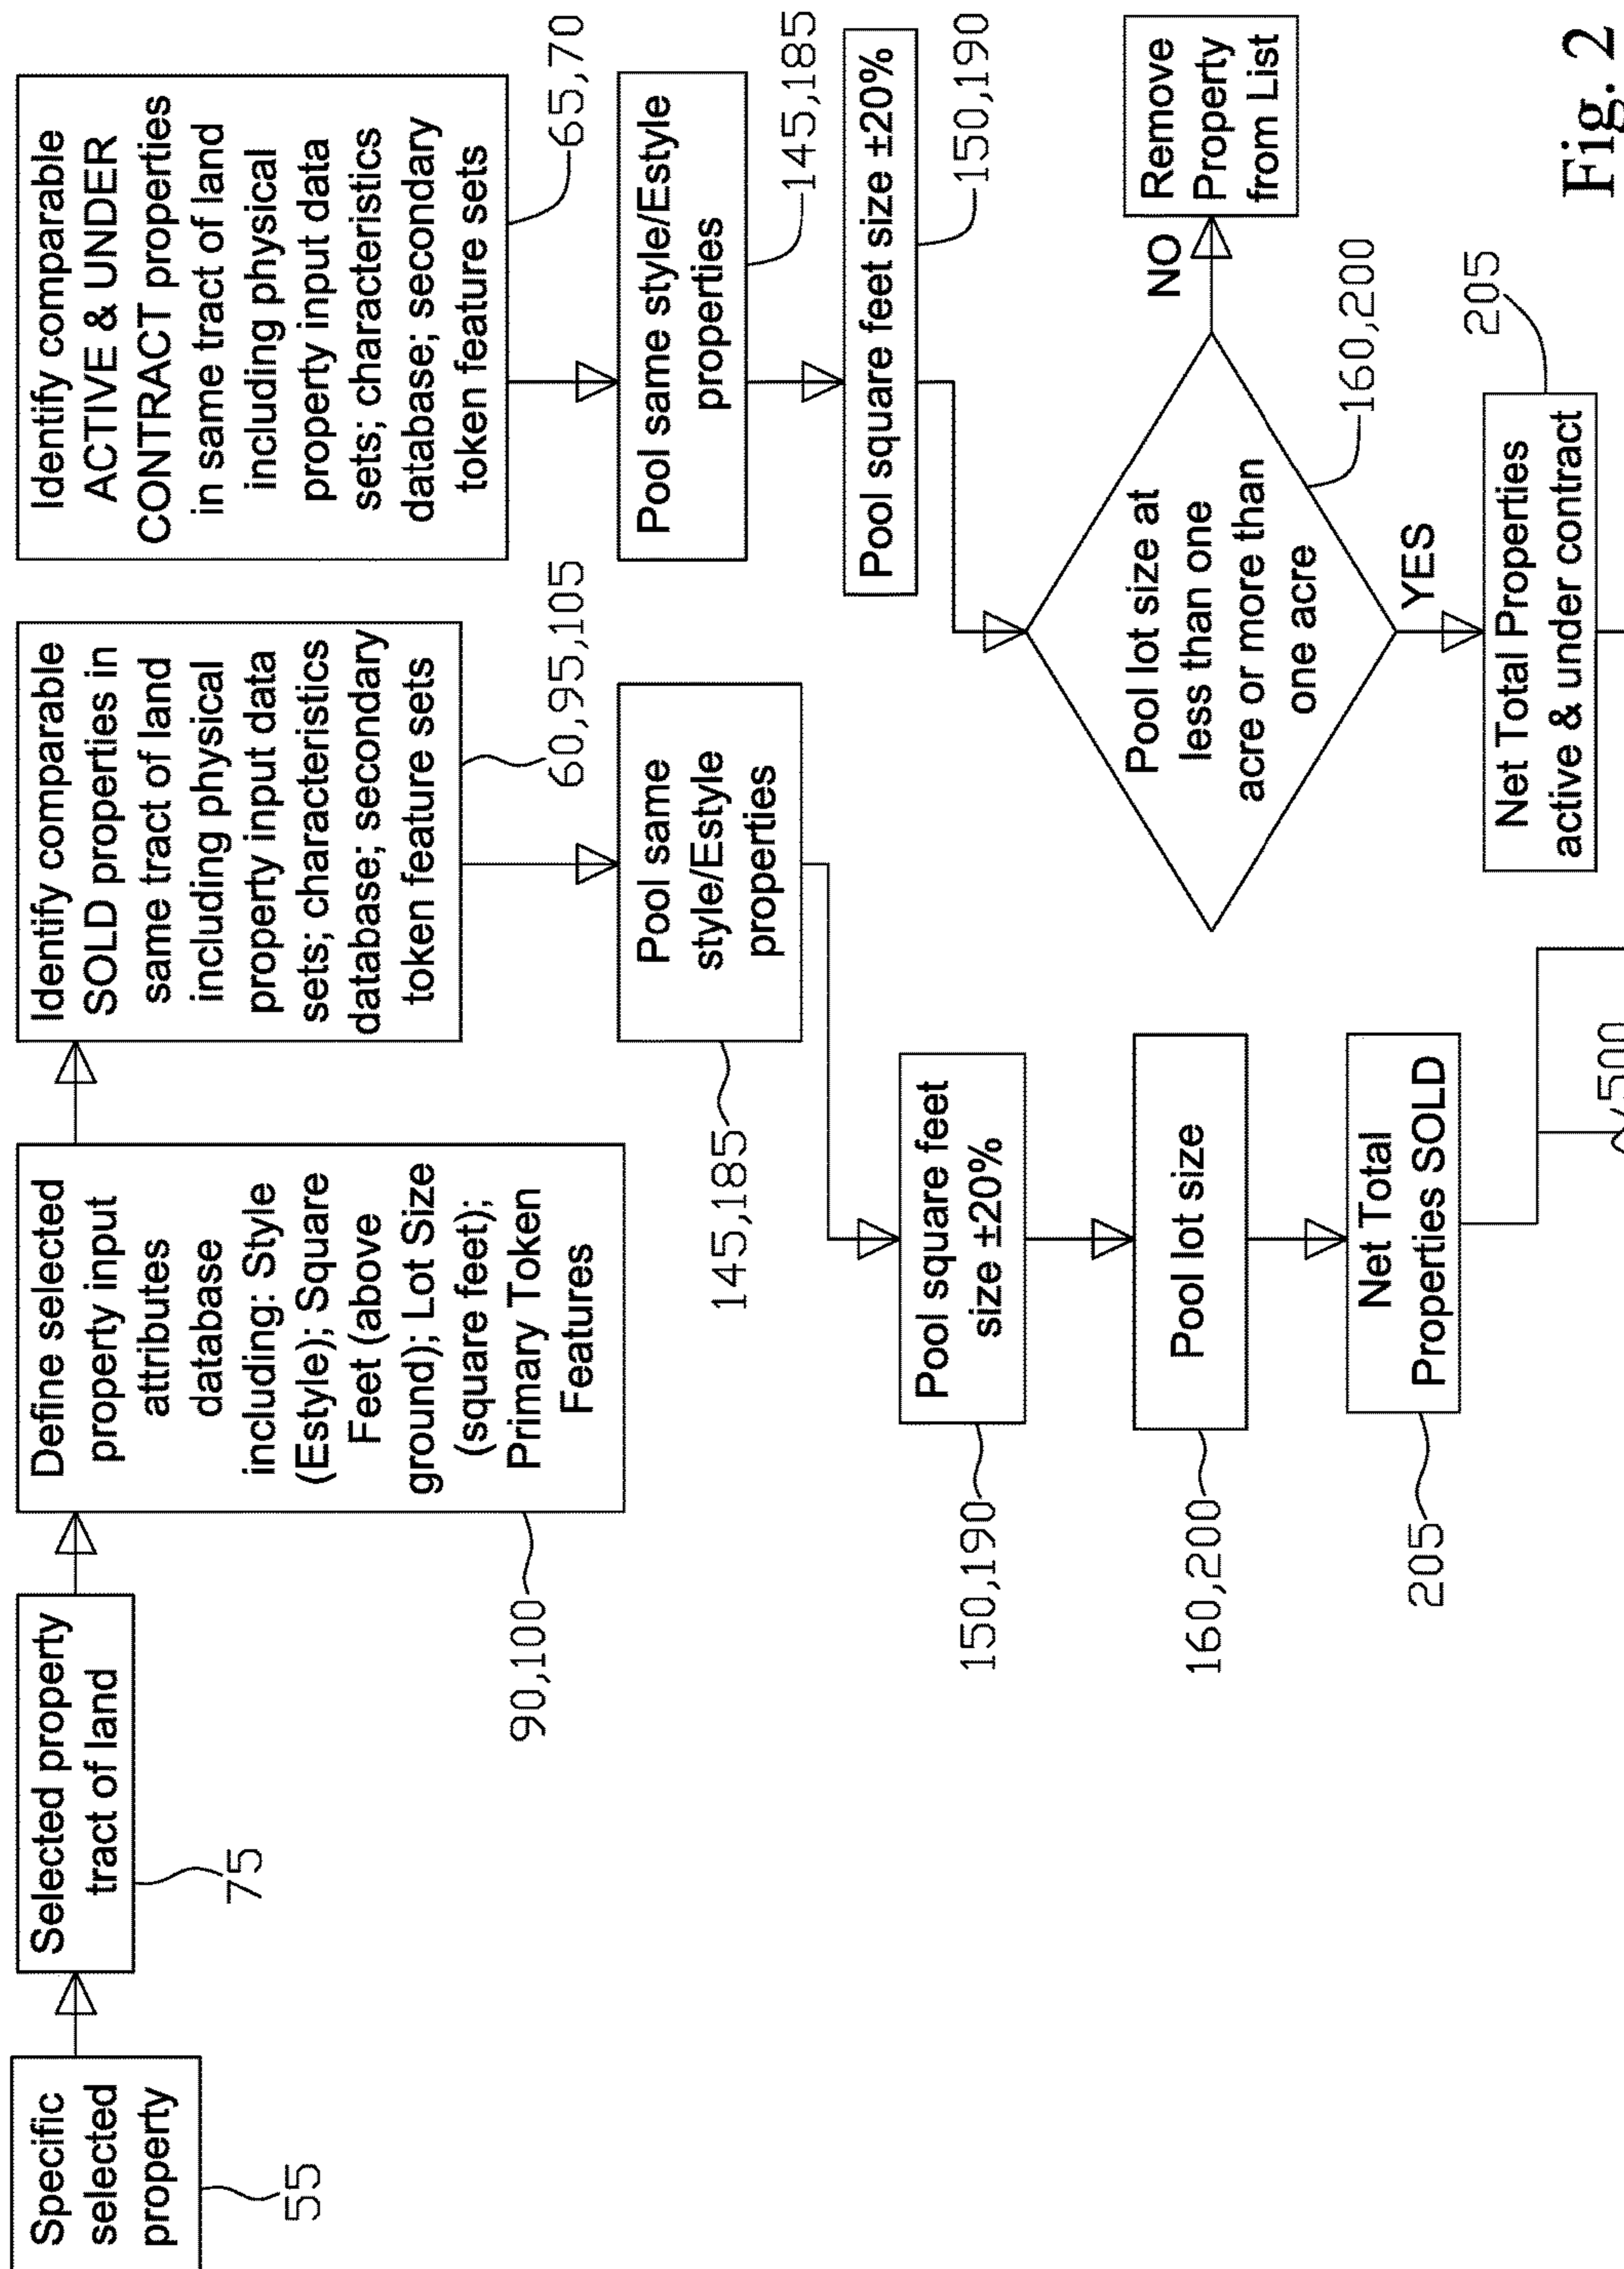 Specific
selected
property
55
Selected property
tract of land
75
Define selected
property input
attributes
database
including: Style
(Estyle); Square
Feet (above
ground); Lot Size
(square feet);
Primary Token
Features
90,100
Identify comparable
SOLD properties in
same tract of land
including physical
property input data
sets; characteristics
database; secondary
token feature sets
60,95,105
Pool same
style/Estyle
properties
145,185
Pool square feet
size ±20%
150,190
Pool lot size
160,200
Net Total
Properties SOLD
205
500
Identify comparable
ACTIVE & UNDER
CONTRACT properties
in same tract of land
including physical
property input data
sets; characteristics
database; secondary
token feature sets
65,70
Pool same style/Estyle
properties
145,185
Pool square feet size ±20%
150,190
Pool lot size at
less than one
acre or more than
one acre
160,200
NO
Remove
Property
from List
YES
Net Total Properties
active & under contract
205
Fig. 2